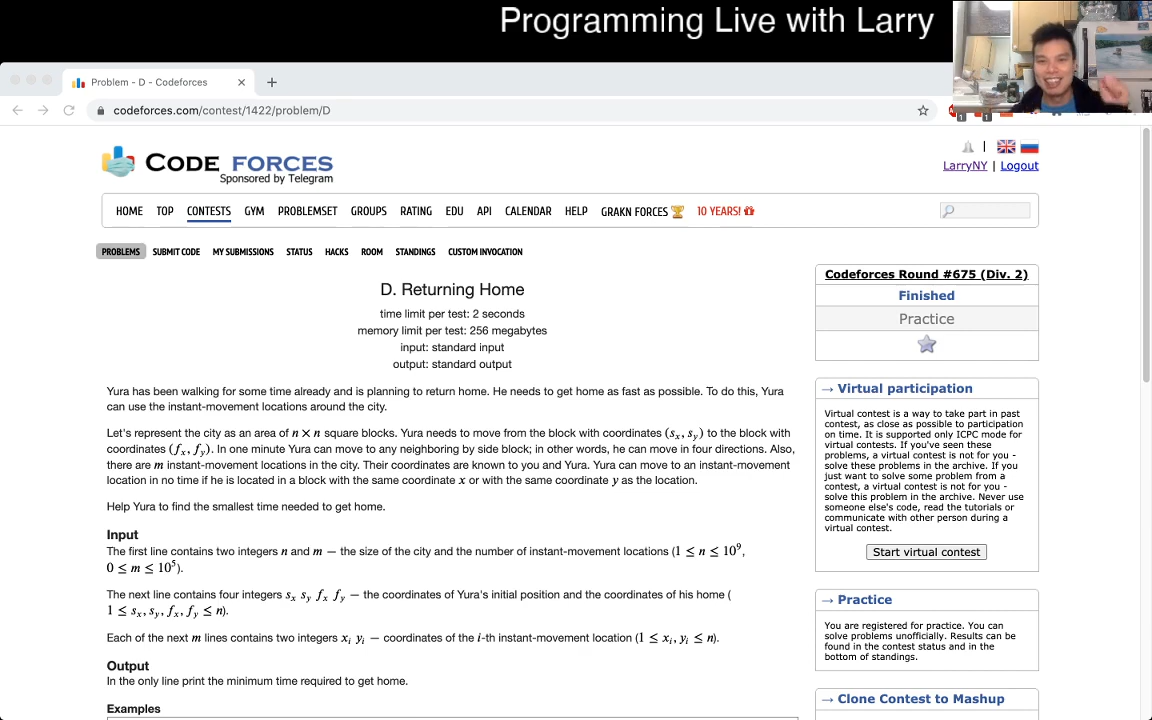 Programming Live with Larry
Problem - D - Codeforces
codeforces.com/contest/1422/problem/D
1 1
CODE FORCES
Sponsored by Telegram
LarryNY | Logout
HOME TOP CONTESTS GYM PROBLEMSET GROUPS RATING EDU API CALENDAR HELP GRAKN FORCES 10 YEARS!
PROBLEMS SUBMIT CODE MY SUBMISSIONS STATUS HACKS ROOM STANDINGS CUSTOM INVOCATION
D. Returning Home
time limit per test: 2 seconds
memory limit per test: 256 megabytes
input: standard input
output: standard output
Yura has been walking for some time already and is planning to return home. He needs to get home as fast as possible. To do this, Yura
can use the instant-movement locations around the city.
Let's represent the city as an area of n × n square blocks. Yura needs to move from the block with coordinates (sx, sy) to the block with
coordinates (fx, fy). In one minute Yura can move to any neighboring by side block; in other words, he can move in four directions. Also,
there are m instant-movement locations in the city. Their coordinates are known to you and Yura. Yura can move to an instant-movement
location in no time if he is located in a block with the same coordinate x or with the same coordinate y as the location.
Help Yura to find the smallest time needed to get home.
Input
The first line contains two integers n and m — the size of the city and the number of instant-movement locations (1 ≤ n ≤ 10⁹,
0 ≤ m ≤ 10⁵).
The next line contains four integers sx sy fx fy — the coordinates of Yura's initial position and the coordinates of his home (
1 ≤ sx, sy, fx, fy ≤ n).
Each of the next m lines contains two integers xi yi — coordinates of the i-th instant-movement location (1 ≤ xi, yi ≤ n).
Output
In the only line print the minimum time required to get home.
Examples
Codeforces Round #675 (Div. 2)
Finished
Practice
→ Virtual participation
Virtual contest is a way to take part in past
contest, as close as possible to participation
on time. It is supported only ICPC mode for
virtual contests. If you've seen these
problems, a virtual contest is not for you -
solve these problems in the archive. If you
just want to solve some problem from a
contest, a virtual contest is not for you -
solve this problem in the archive. Never use
someone else's code, read the tutorials or
communicate with other person during a
virtual contest.
Start virtual contest
→ Practice
You are registered for practice. You can
solve problems unofficially. Results can be
found in the contest status and in the
bottom of standings.
→ Clone Contest to Mashup